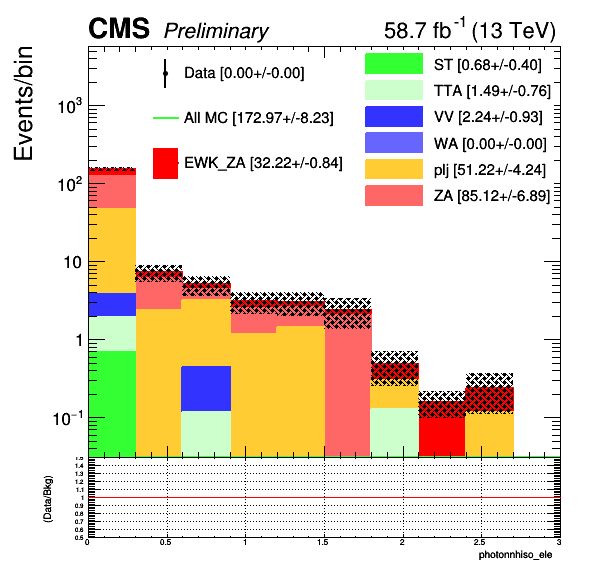 CMS Preliminary 58.7 fb⁻¹ (13 TeV)
Events/bin
Data [0.00+/-0.00]
All MC [172.97+/-8.23]
EWK_ZA [32.22+/-0.84]
ST [0.68+/-0.40]
TTA [1.49+/-0.76]
VV [2.24+/-0.93]
WA [0.00+/-0.00]
plj [51.22+/-4.24]
ZA [85.12+/-6.89]
10³
10²
10
1
10⁻¹
(Data/Bkg)
1.5
1.4
1.3
1.2
1.1
1
0.9
0.8
0.7
0.6
0.5
0 0.5 1 1.5 2 2.5 3
photonnhiso_ele